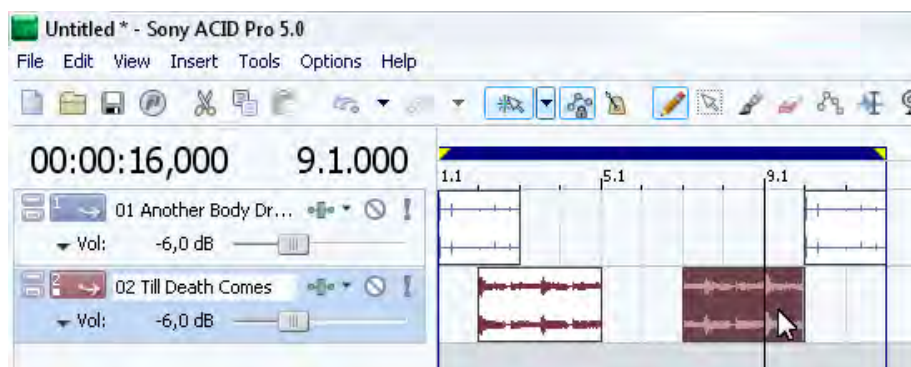 Untitled * - Sony ACID Pro 5.0
File Edit View Insert Tools Options Help
00:00:16,000 9.1.000
1.1 5.1 9.1
1 01 Another Body Dr...
Vol: -6,0 dB
2 02 Till Death Comes
Vol: -6,0 dB